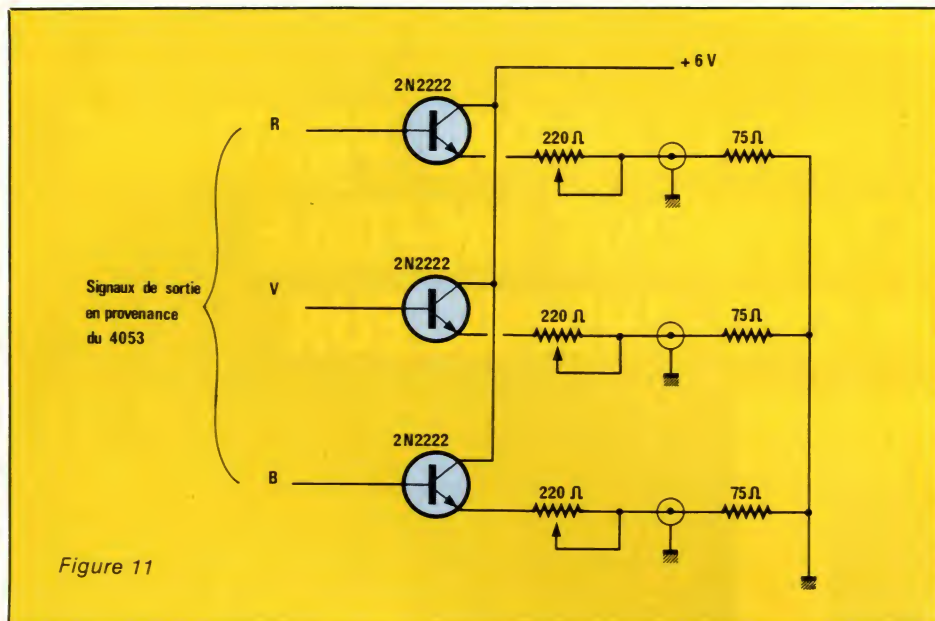 + 6 V
2N2222
R
220 Ω
75 Ω
2N2222
Signaux de sortie
en provenance
du 4053
V
220 Ω
75 Ω
2N2222
B
220 Ω
75 Ω
Figure 11